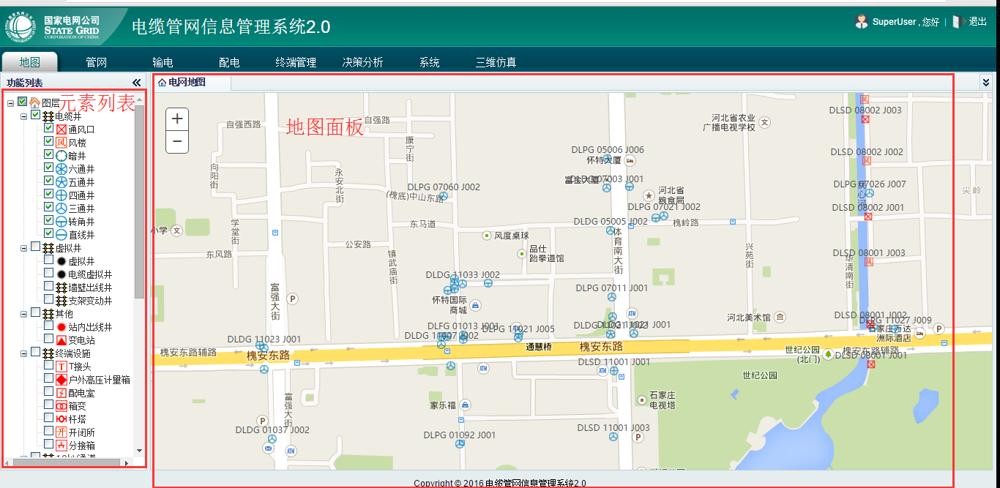 国家电网公司
STATE GRID
CORPORATION OF CHINA
电缆管网信息管理系统2.0
SuperUser , 您好 | 退出
地图 管网 输电 配电 终端管理 决策分析 系统 三维仿真
功能列表
图层
元素列表
电缆井
通风口
风楼
暗井
六通井
五通井
四通井
三通井
转角井
直线井
虚拟井
虚拟井
电缆虚拟井
墙壁出线井
支架变动井
其他
站内出线井
变电站
终端设施
T接头
户外高压计量箱
配电室
箱变
杆塔
开闭所
分接箱
电网地图
地图面板
+
−
自强西路
自强路
康宁街
向阳街
永安北街
DLPG 07060 J002
(槐底)中山东路
东马道
学堂街
小学 文
公安路
东风路
镇武庙街
风度桌球
品仕
跆拳道馆
DLDG 11033 J002
怀特国际
商城
富强大街
P
DLFG 01013 J001
DLDG 11007 J002
DLPG 11021 J005
DLDG 11023 J001
槐安东路辅路
槐安东路
通慧桥
槐安东路
ATM
家乐福
富强大街
P
DLDG 01037 J002
ATM
DLPG 01092 J001
河北省农业
广播电视学校
文
DLPG 05006 J006
怀特大厦
富金大厦
DLDG 07003 J001
河北省
粮食局
DLPG 07021 J002
DLDG 05005 J002
槐岭路
体育南大街
兴苑街
DLPG 07011 J001
ATM
DLDG 11021 J002
DLDG 11021 J001
河北美术馆
DLSD 11001 J001
ATM
石家庄
电视塔
DLSD 11001 J003
P
DLSD 08002 J003
DLSD 08002 J002
DLPG 07026 J007
尖岭
DLSD 08002 J001
DLSD 08001 J003
华清南街
DLSD 08001 J002
DLPG 11027 J009
石家庄万达
洲际酒店
P
世纪公园
(北门)
槐安东路辅路
DLSD 08001 J001
世纪公园
Copyright © 2016 电缆管网信息管理系统2.0